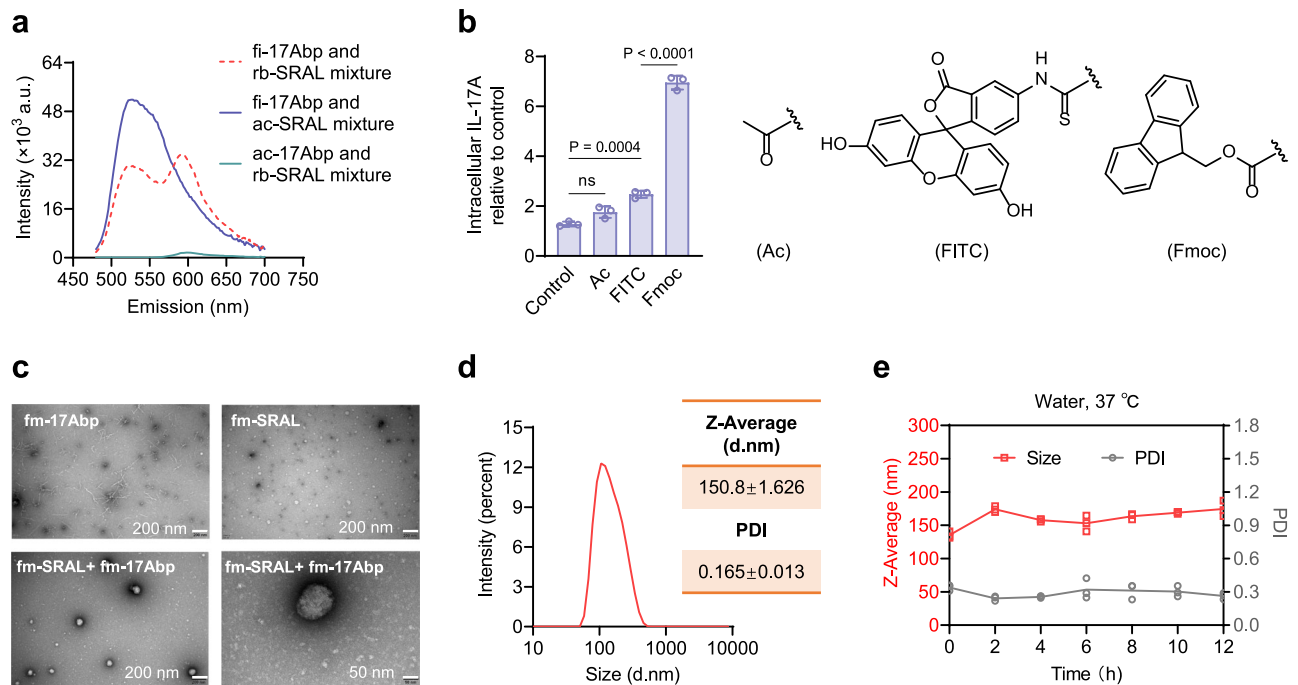 a
64
48
32
16
0
Intensity (×10³ a.u.)
450 500 550 600 650 700 750
Emission (nm)
fi-17Abp and
rb-SRAL mixture
fi-17Abp and
ac-SRAL mixture
ac-17Abp and
rb-SRAL mixture
b
Intracellular IL-17A
relative to control
8
6
4
2
0
P < 0.0001
P = 0.0004
ns
Control
Ac
FITC
Fmoc
O
(Ac)
O
O
H
N
S
HO
O
OH
(FITC)
O
O
(Fmoc)
c
fm-17Abp
200 nm
fm-SRAL
200 nm
fm-SRAL+ fm-17Abp
200 nm
fm-SRAL+ fm-17Abp
50 nm
d
Intensity (percent)
15
12
9
6
3
0
10 100 1000 10000
Size (d.nm)
Z-Average
(d.nm)
150.8±1.626
PDI
0.165±0.013
e
Water, 37 ℃
Z-Average (nm)
300
250
200
150
100
50
0
Size
PDI
1.8
1.5
1.2
0.9
0.6
0.3
0.0
PDI
0 2 4 6 8 10 12
Time (h)